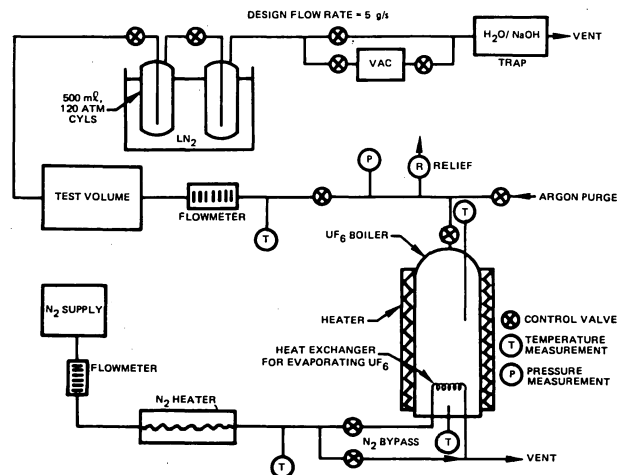 DESIGN FLOW RATE = 5 g/s
H₂O/ NaOH
TRAP
VENT
VAC
500 mℓ,
120 ATM
CYLS
LN₂
P
R
RELIEF
TEST VOLUME
FLOWMETER
T
ARGON PURGE
T
UF₆ BOILER
N₂ SUPPLY
HEATER
CONTROL VALVE
T
TEMPERATURE
MEASUREMENT
P
PRESSURE
MEASUREMENT
HEAT EXCHANGER
FOR EVAPORATING UF₆
FLOWMETER
N₂ HEATER
N₂ BYPASS
T
T
VENT